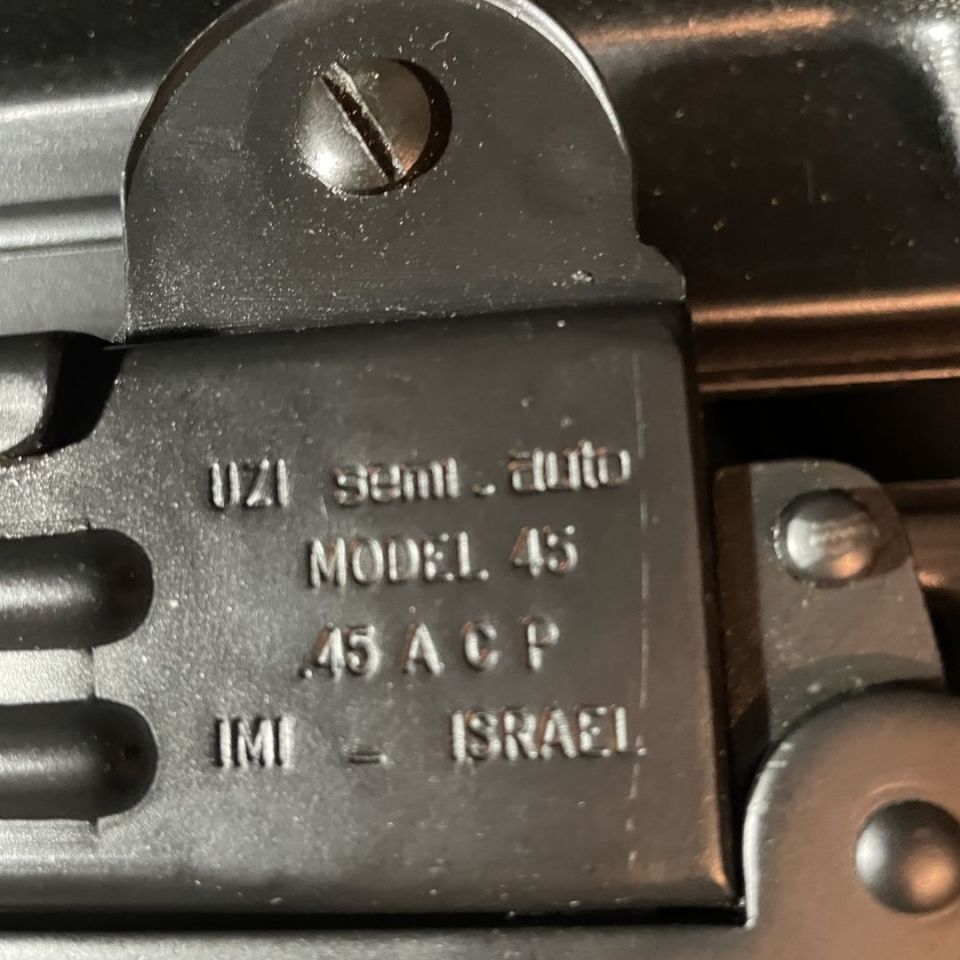 UZI semi-auto
MODEL 45
.45 A C P
IMI - ISRAEL